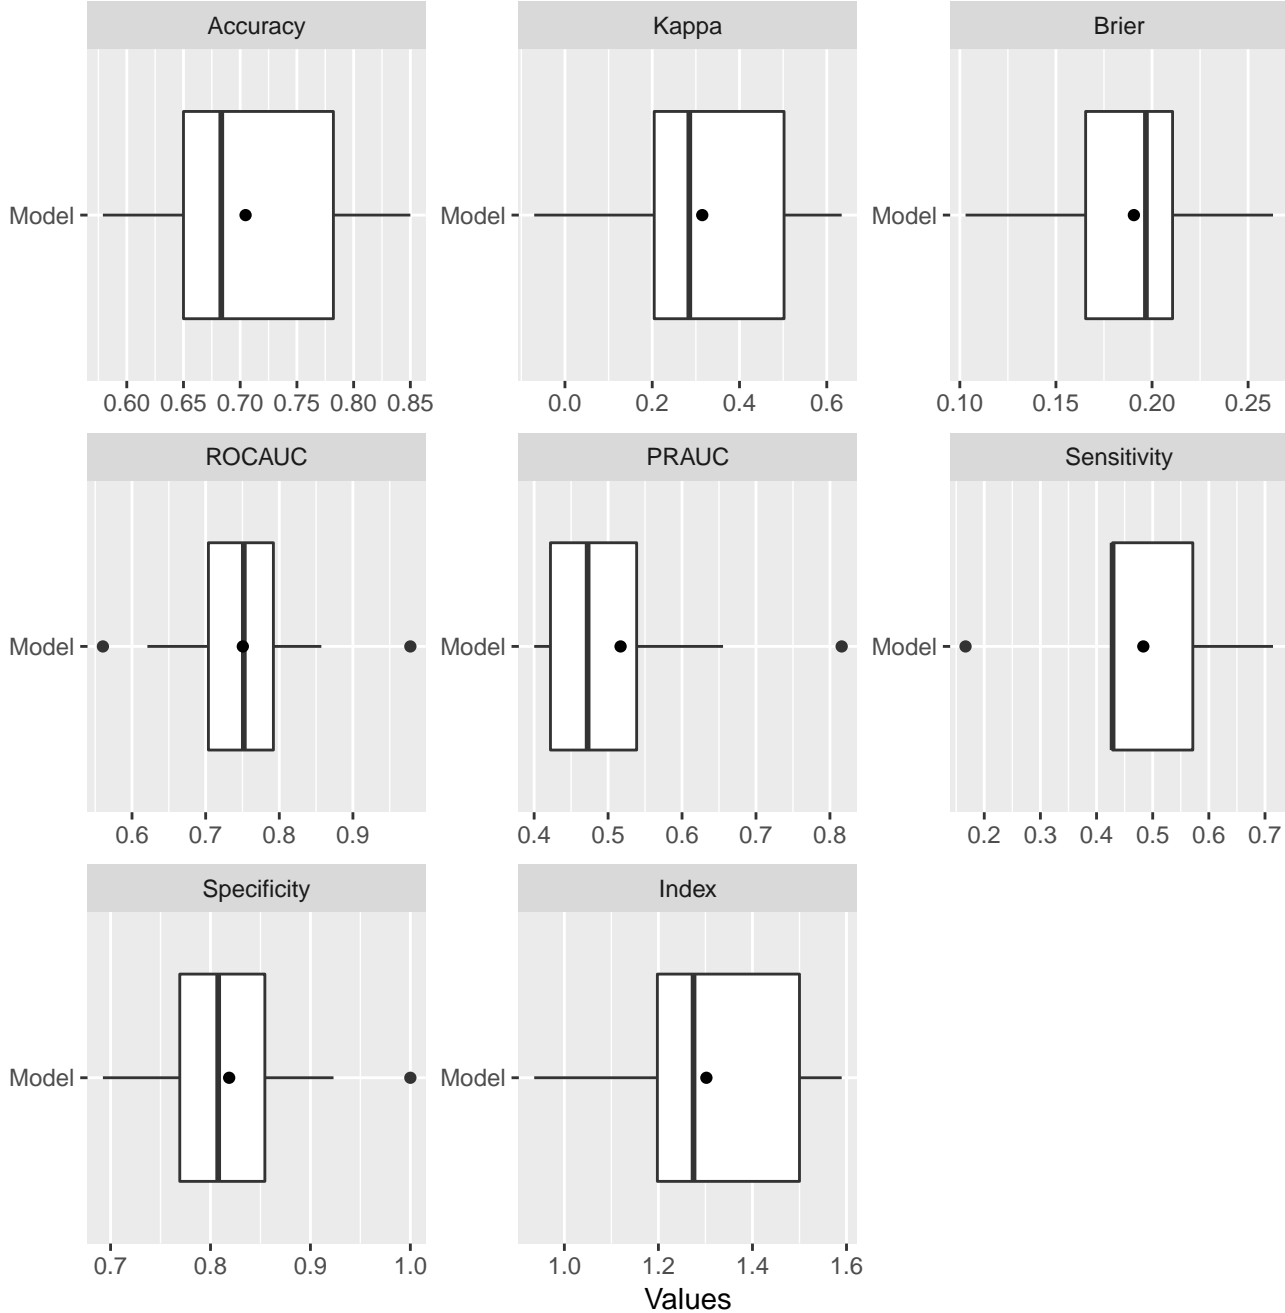 Accuracy Kappa Brier
Model Model Model
0.60 0.65 0.70 0.75 0.80 0.85 0.0 0.2 0.4 0.6 0.10 0.15 0.20 0.25
ROCAUC PRAUC Sensitivity
Model Model Model
0.6 0.7 0.8 0.9 0.4 0.5 0.6 0.7 0.8 0.2 0.3 0.4 0.5 0.6 0.7
Specificity Index
Model Model
0.7 0.8 0.9 1.0 1.0 1.2 1.4 1.6
Values